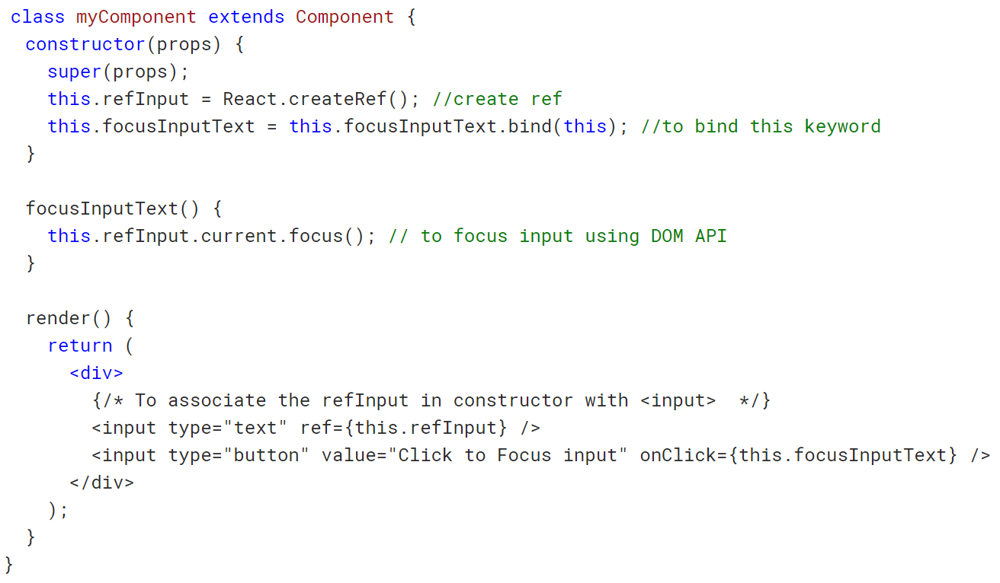 class myComponent extends Component {
  constructor(props) {
    super(props);
    this.refInput = React.createRef(); //create ref
    this.focusInputText = this.focusInputText.bind(this); //to bind this keyword
  }

  focusInputText() {
    this.refInput.current.focus(); // to focus input using DOM API
  }

  render() {
    return (
      <div>
        {/* To associate the refInput in constructor with <input>  */}
        <input type="text" ref={this.refInput} />
        <input type="button" value="Click to Focus input" onClick={this.focusInputText} />
      </div>
    );
  }
}